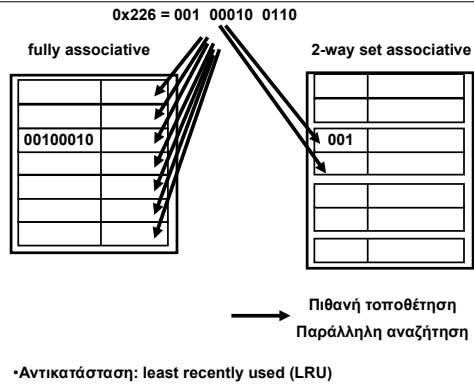 0x226 = 001 00010 0110
fully associative
2-way set associative
00100010
001
Πιθανή τοποθέτηση
Παράλληλη αναζήτηση
•Αντικατάσταση: least recently used (LRU)